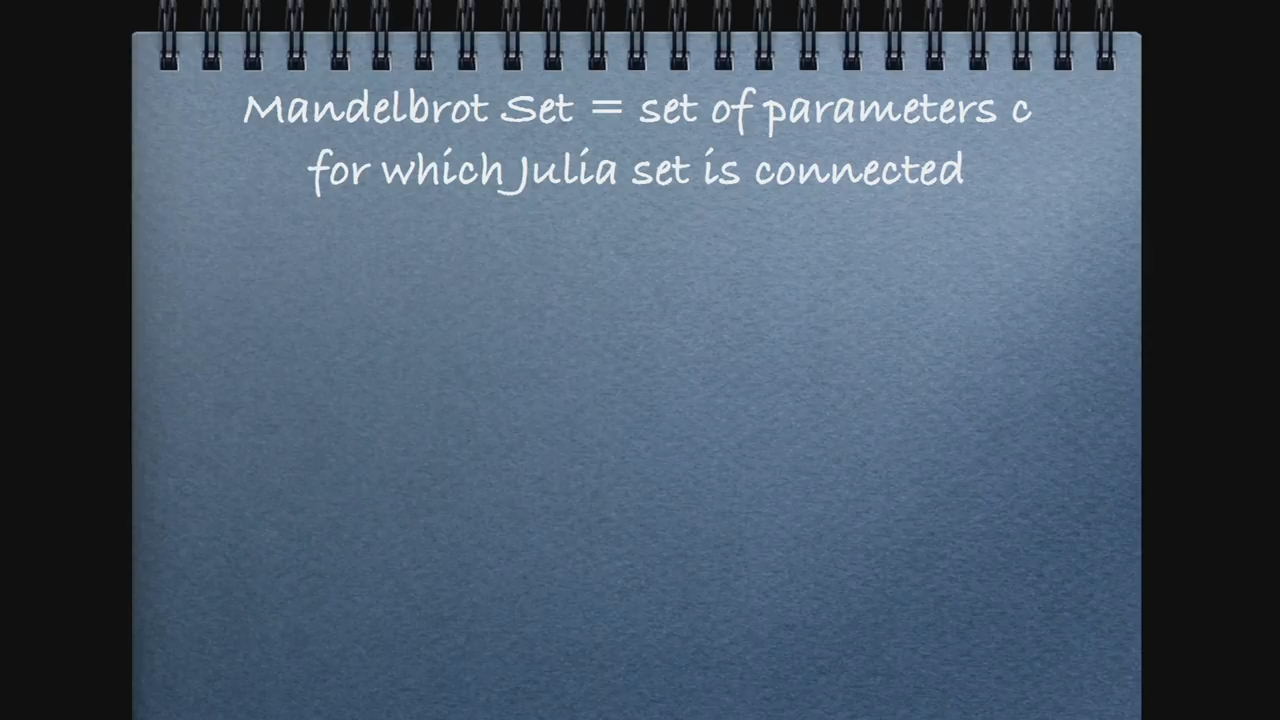 Mandelbrot Set = set of parameters c
for which Julia set is connected